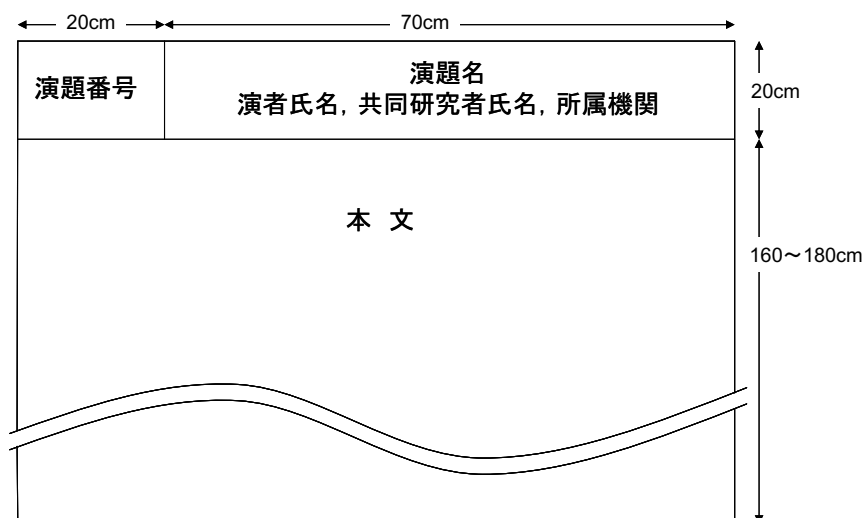 20cm
70cm
演題番号
演題名
演者氏名，共同研究者氏名，所属機関
20cm
本 文
160～180cm